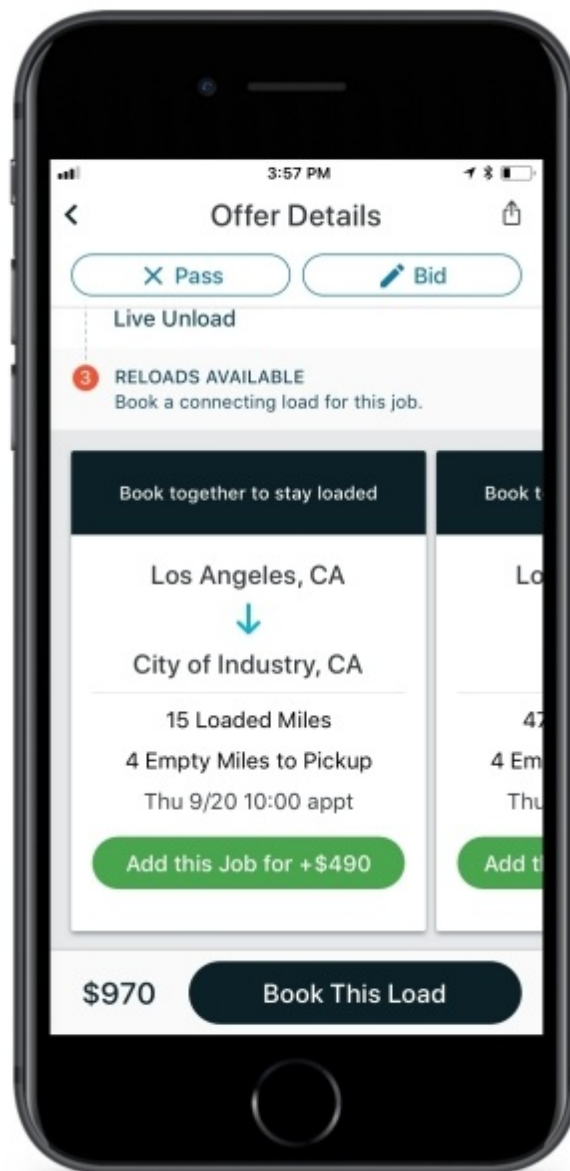 3:57 PM
Offer Details
Pass
Bid
Live Unload
3
RELOADS AVAILABLE
Book a connecting load for this job.
Book together to stay loaded
Los Angeles, CA
City of Industry, CA
15 Loaded Miles
4 Empty Miles to Pickup
Thu 9/20 10:00 appt
Add this Job for +$490
Book t
Lo
47
4 Em
Thu
Add t
$970
Book This Load